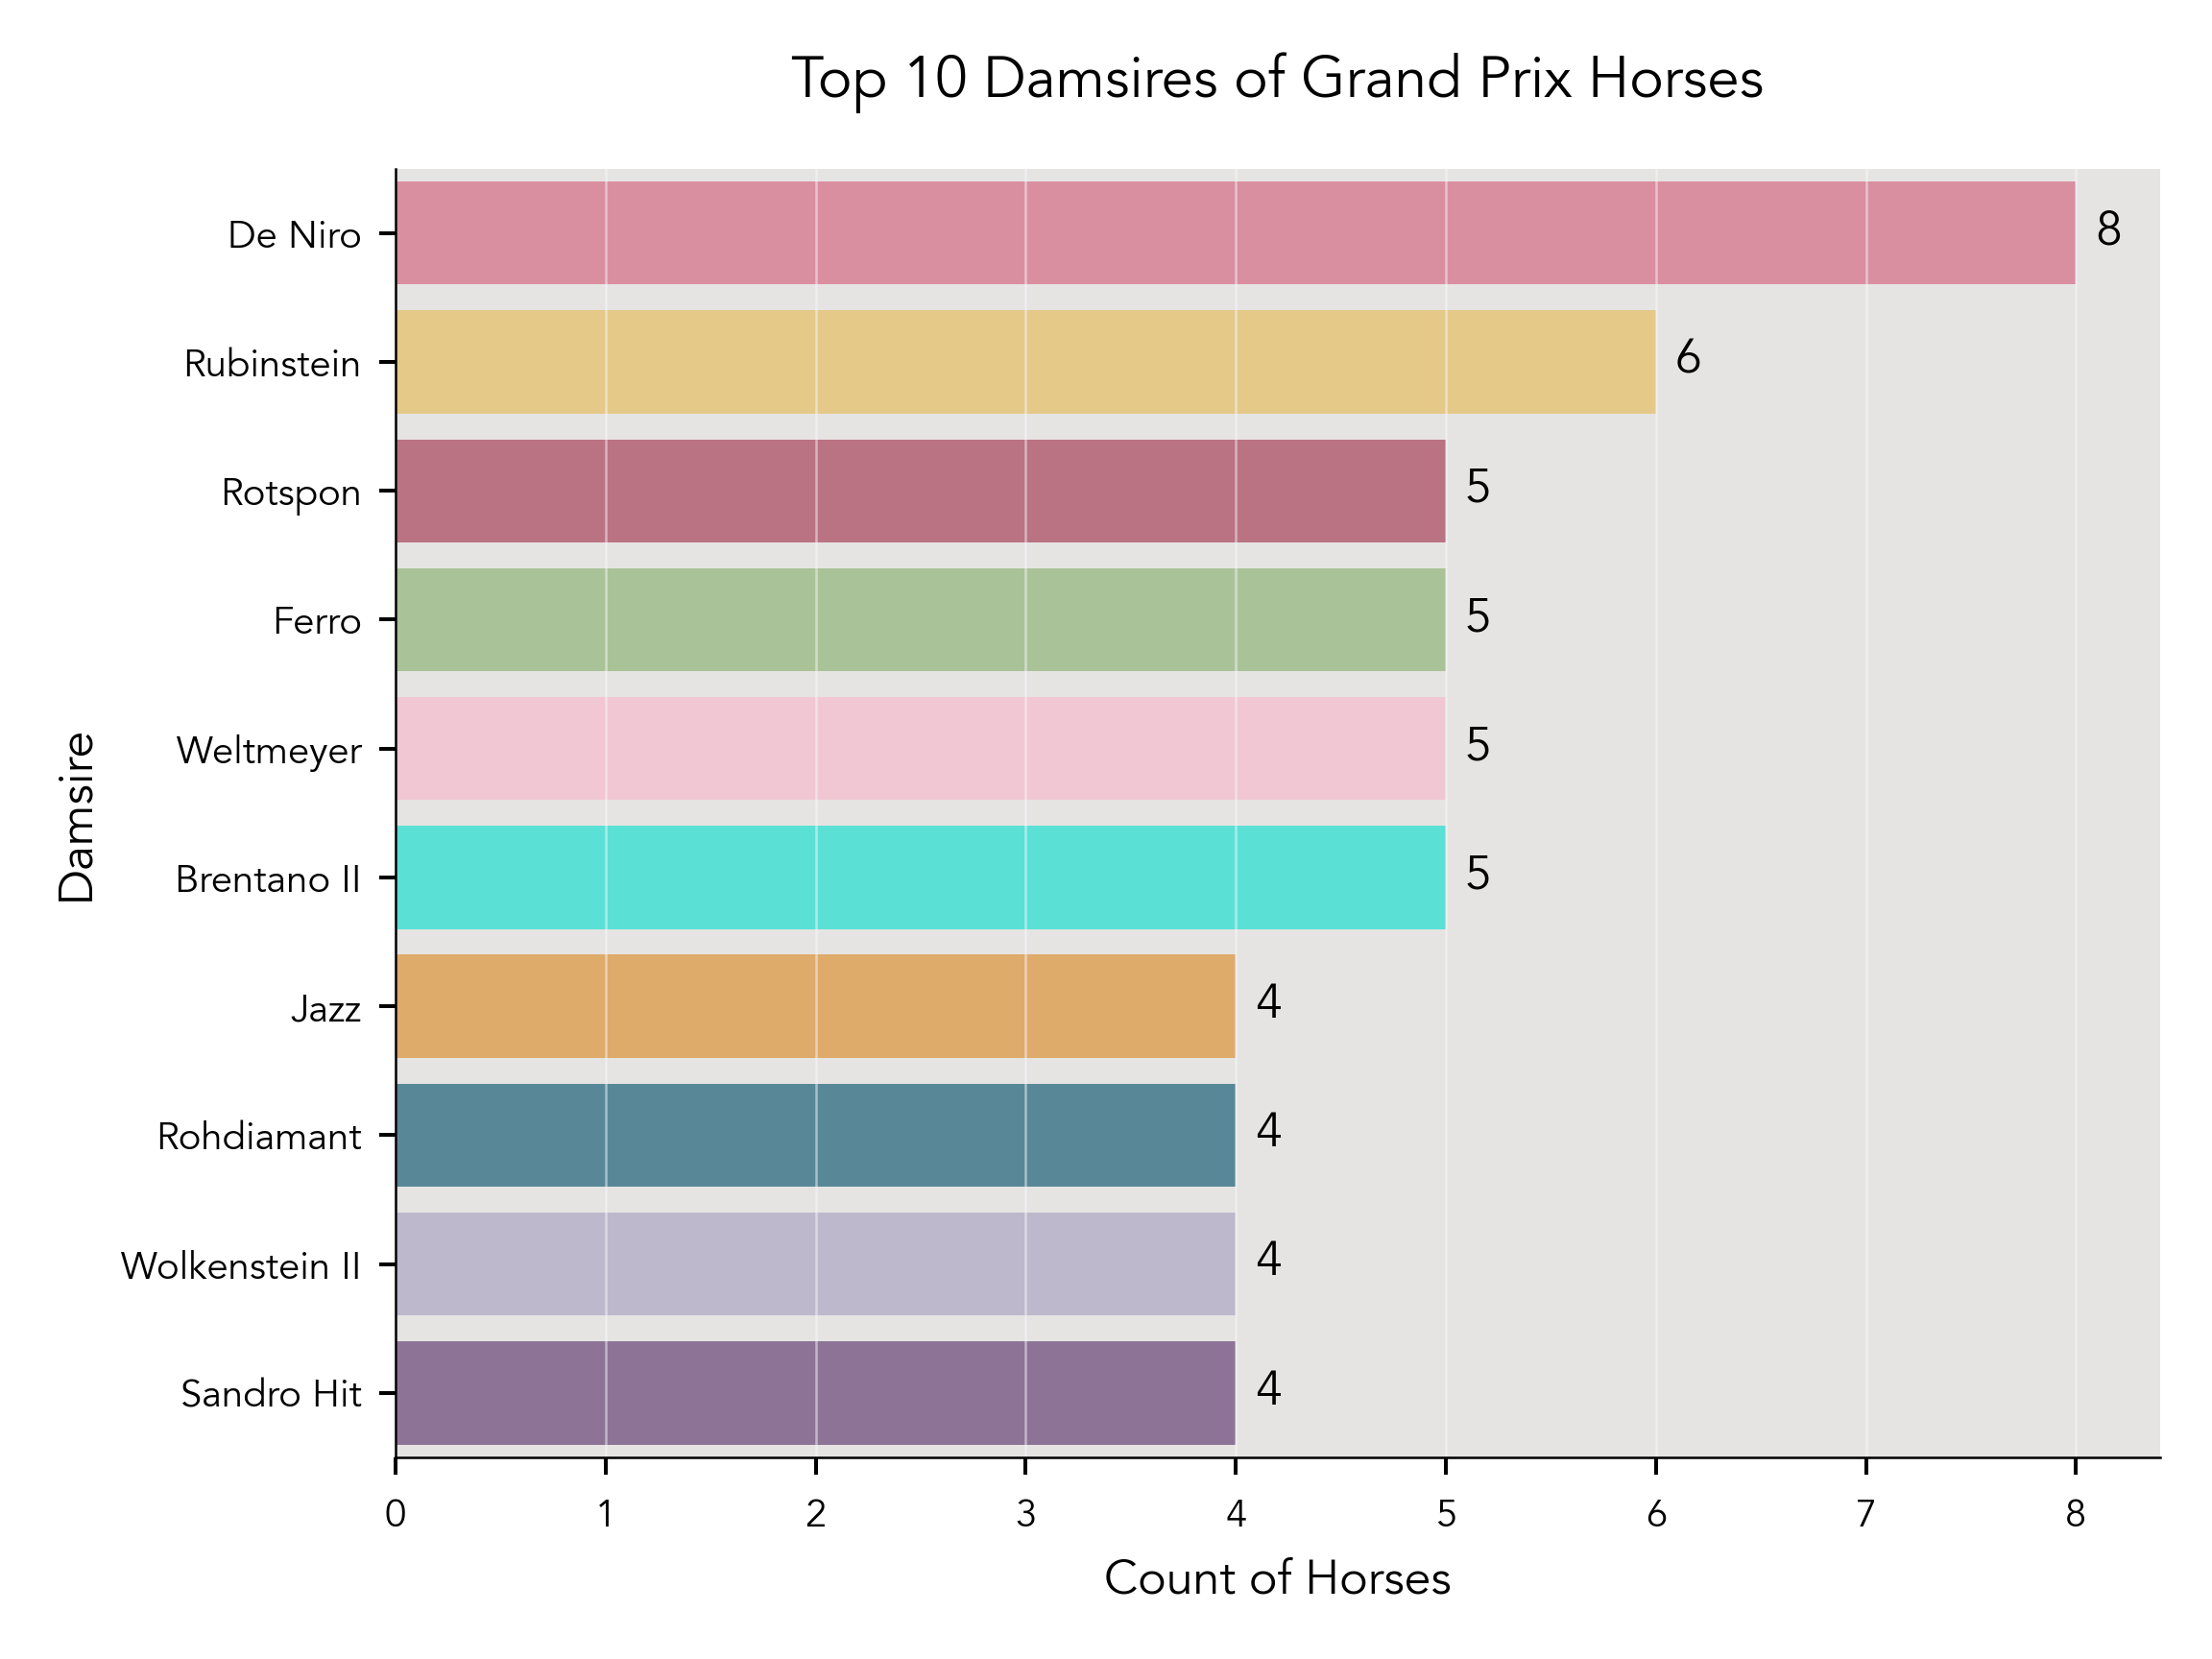 Top 10 Damsires of Grand Prix Horses
Damsire
De Niro 8
Rubinstein 6
Rotspon 5
Ferro 5
Weltmeyer 5
Brentano II 5
Jazz 4
Rohdiamant 4
Wolkenstein II 4
Sandro Hit 4
0 1 2 3 4 5 6 7 8
Count of Horses